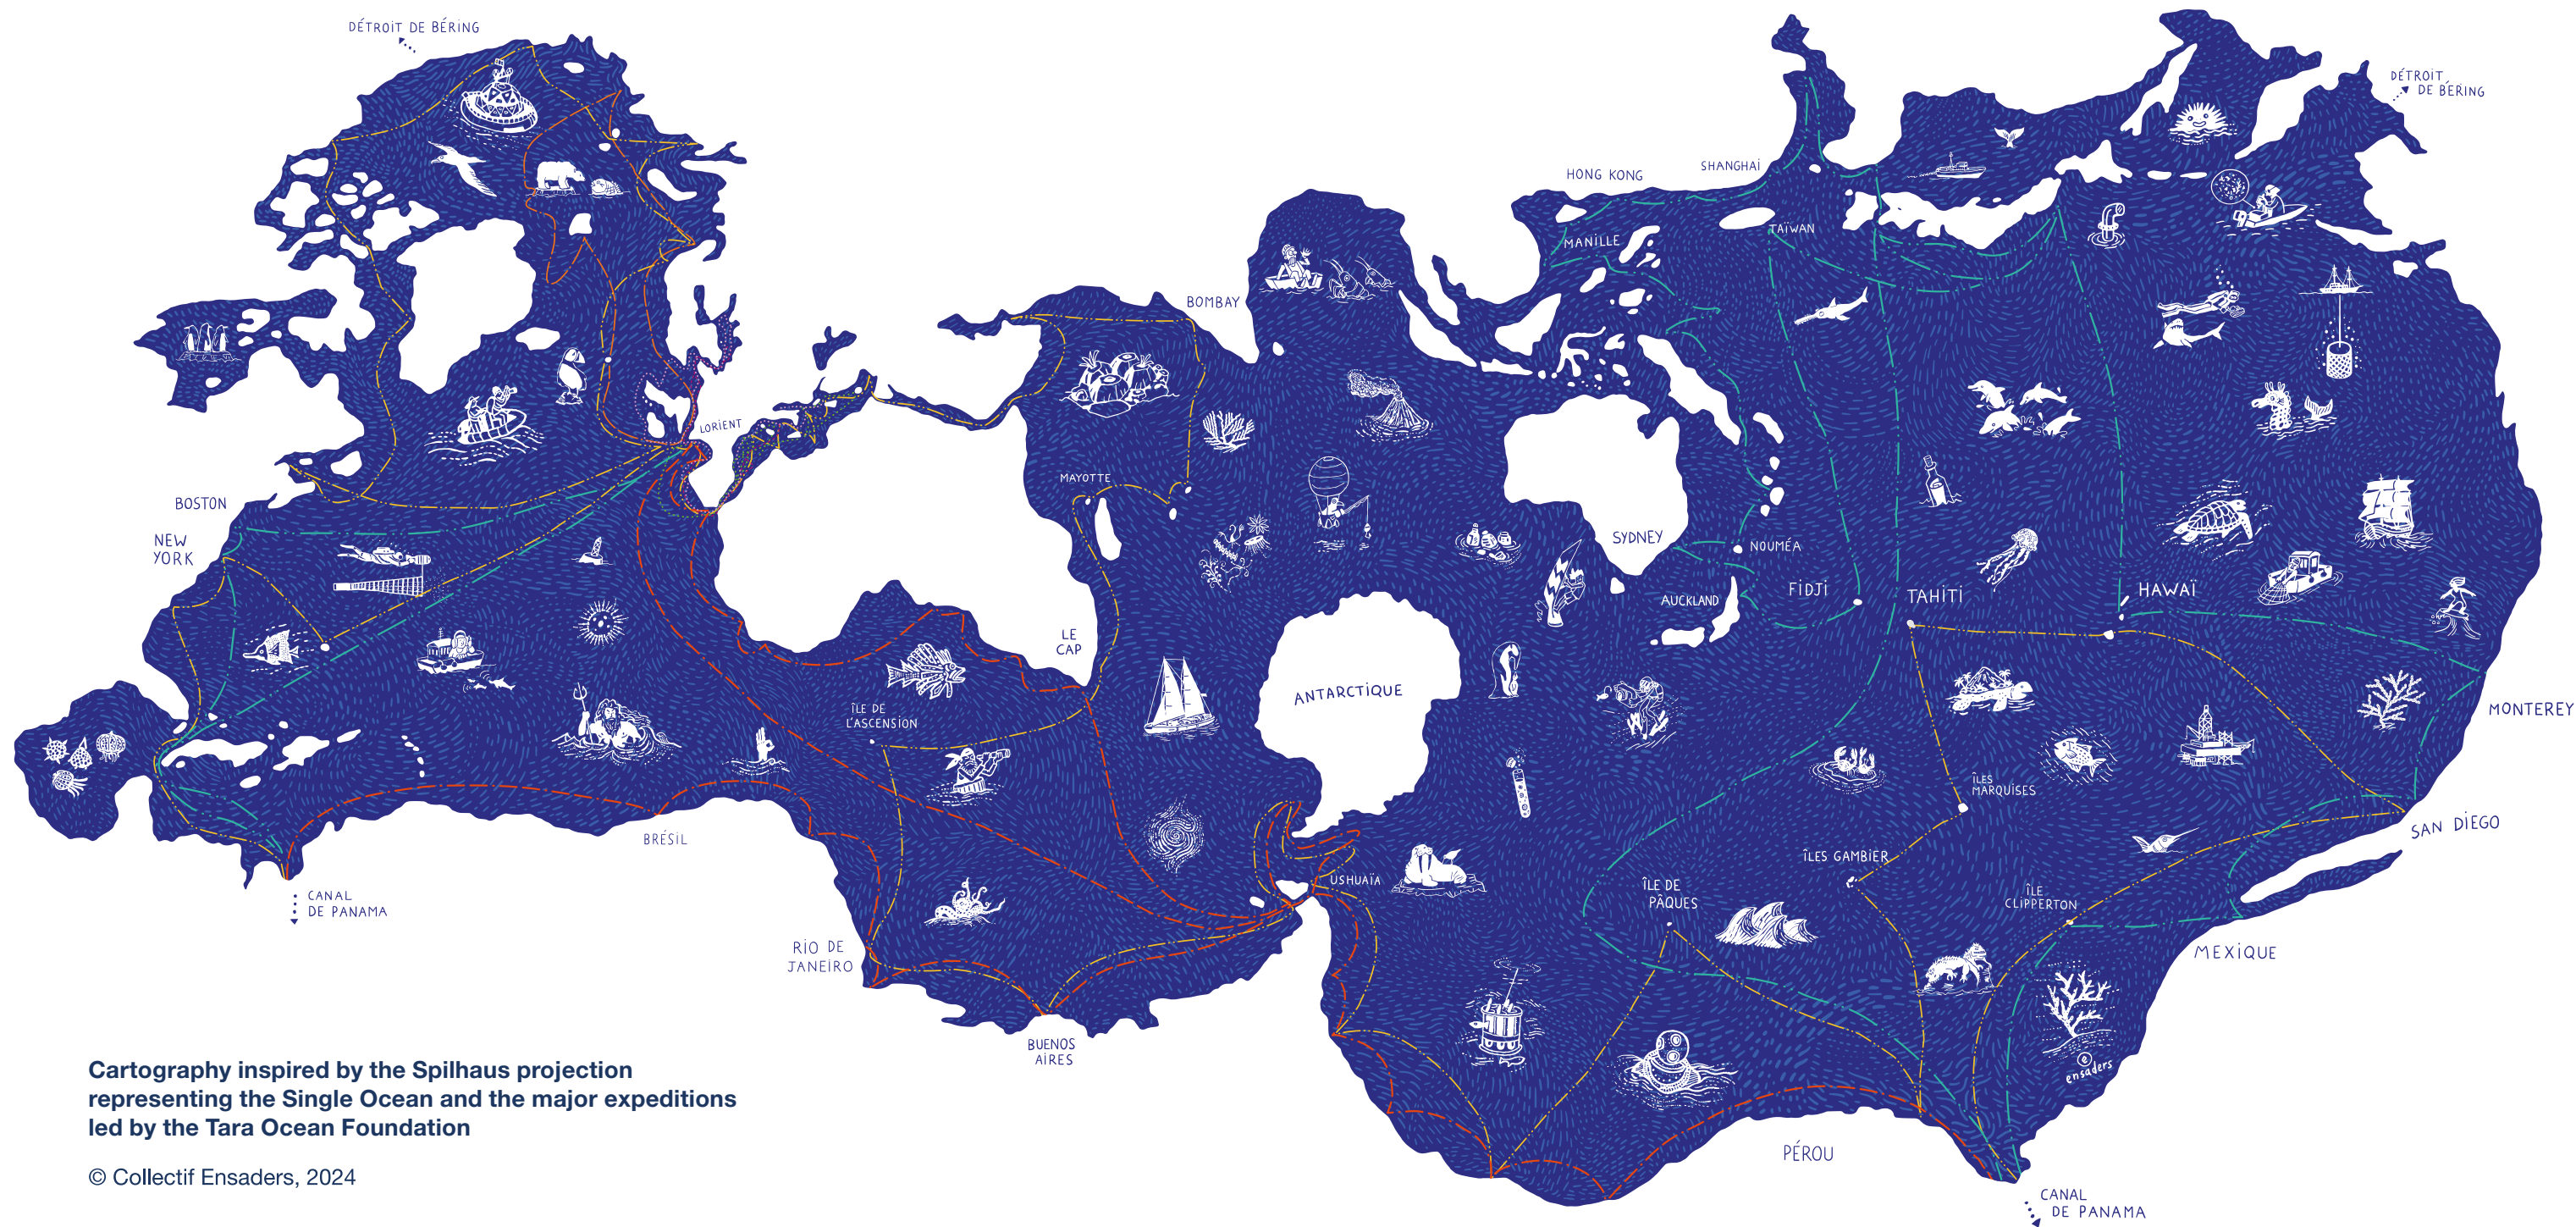 DÉTROIT DE BÉRING
DÉTROIT
DE BÉRING
HONG KONG
SHANGHAI
MANILLE
TAÏWAN
BOMBAY
LORIENT
MAYOTTE
BOSTON
NEW
YORK
SYDNEY
NOUMÉA
AUCKLAND
FIDJI
TAHITI
HAWAÏ
LE
CAP
ANTARCTIQUE
ÎLE DE
L'ASCENSION
MONTEREY
ÎLES
MARQUISES
SAN DIEGO
BRÉSIL
ÎLES GAMBIER
USHUAÏA
ÎLE DE
PÂQUES
ÎLE
CLIPPERTON
CANAL
DE PANAMA
RIO DE
JANEIRO
MEXIQUE
BUENOS
AIRES
ensaders
PÉROU
CANAL
DE PANAMA
Cartography inspired by the Spilhaus projection
representing the Single Ocean and the major expeditions
led by the Tara Ocean Foundation
© Collectif Ensaders, 2024